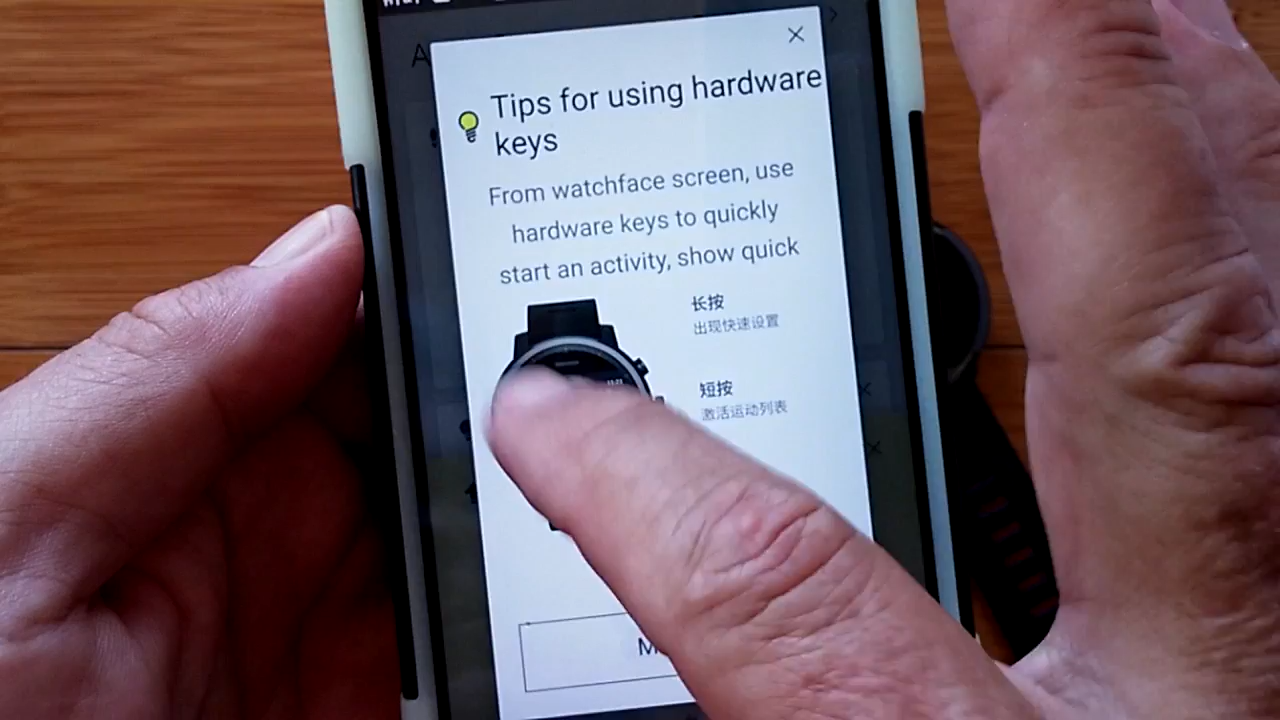 Tips for using hardware
keys
From watchface screen, use
hardware keys to quickly
start an activity, show quick
长按
出现快速设置
短按
激活运动列表